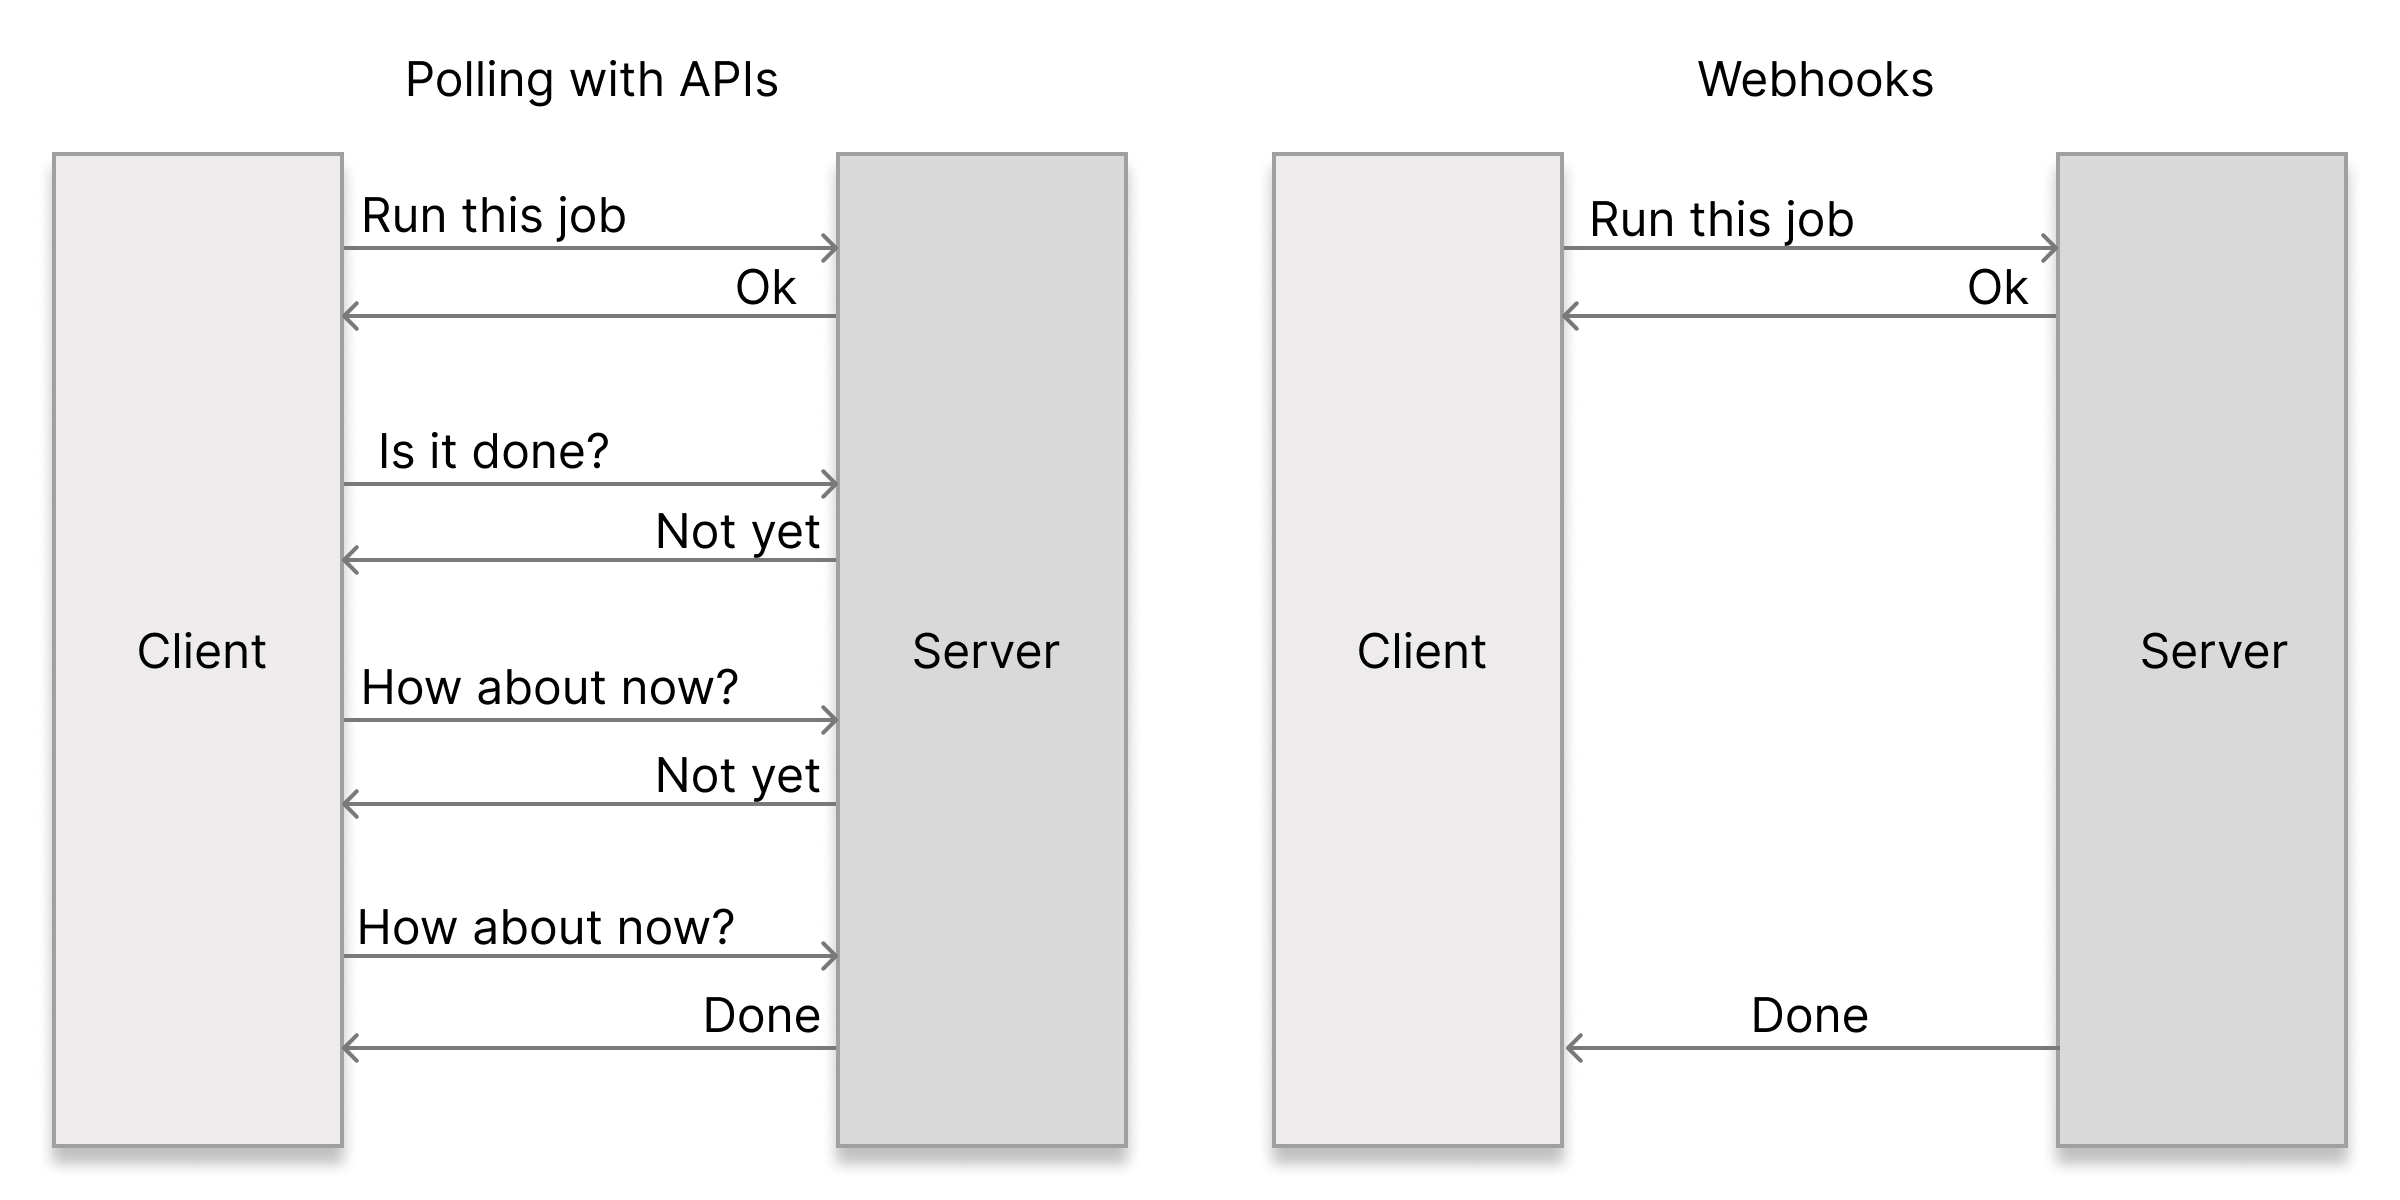 Polling with APIs
Client
Run this job
Ok
Is it done?
Not yet
How about now?
Not yet
How about now?
Done
Server
Webhooks
Client
Run this job
Ok
Done
Server